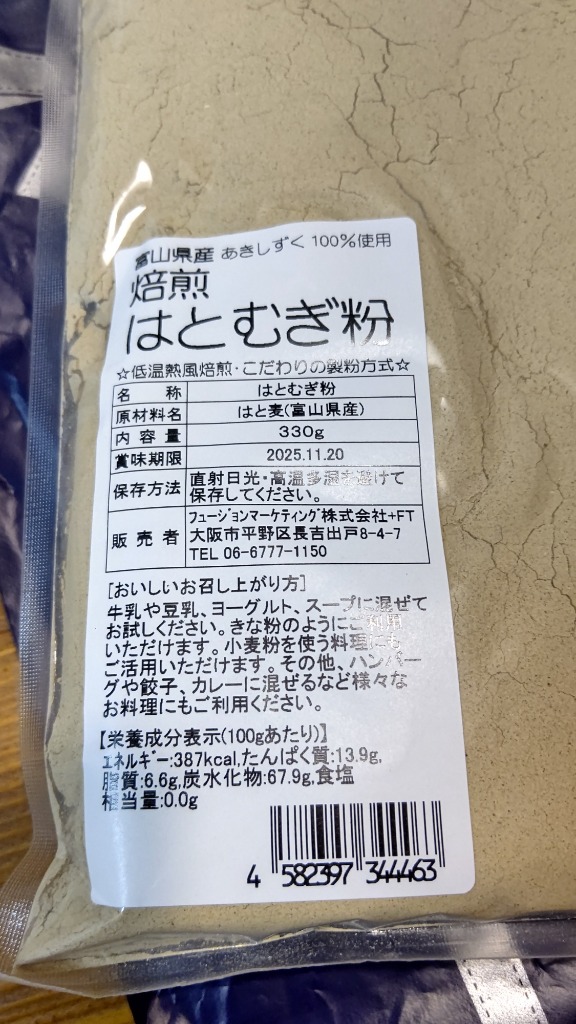 富山県産 あきしずく 100%使用
焙煎
はとむぎ粉
☆低温熱風焙煎・こだわりの製粉方式☆
名 称 はとむぎ粉
原材料名 はと麦(富山県産)
内容量 330g
賞味期限 2025.11.20
保存方法 直射日光・高温多湿を避けて
保存してください。
販売者 フュージョンマーケティング株式会社+FT
大阪市平野区長吉出戸8-4-7
TEL 06-6777-1150
[おいしいお召し上がり方]
牛乳や豆乳、ヨーグルト、スープに混ぜて
お試しください。きな粉のようにご利用
いただけます。小麦粉を使う料理にも
ご活用いただけます。その他、ハンバー
グや餃子、カレーに混ぜるなど様々な
お料理にもご利用ください。
【栄養成分表示(100gあたり)】
エネルギー:387kcal,たんぱく質:13.9g,
脂質:6.6g,炭水化物:67.9g,食塩
相当量:0.0g
4 582397 344463